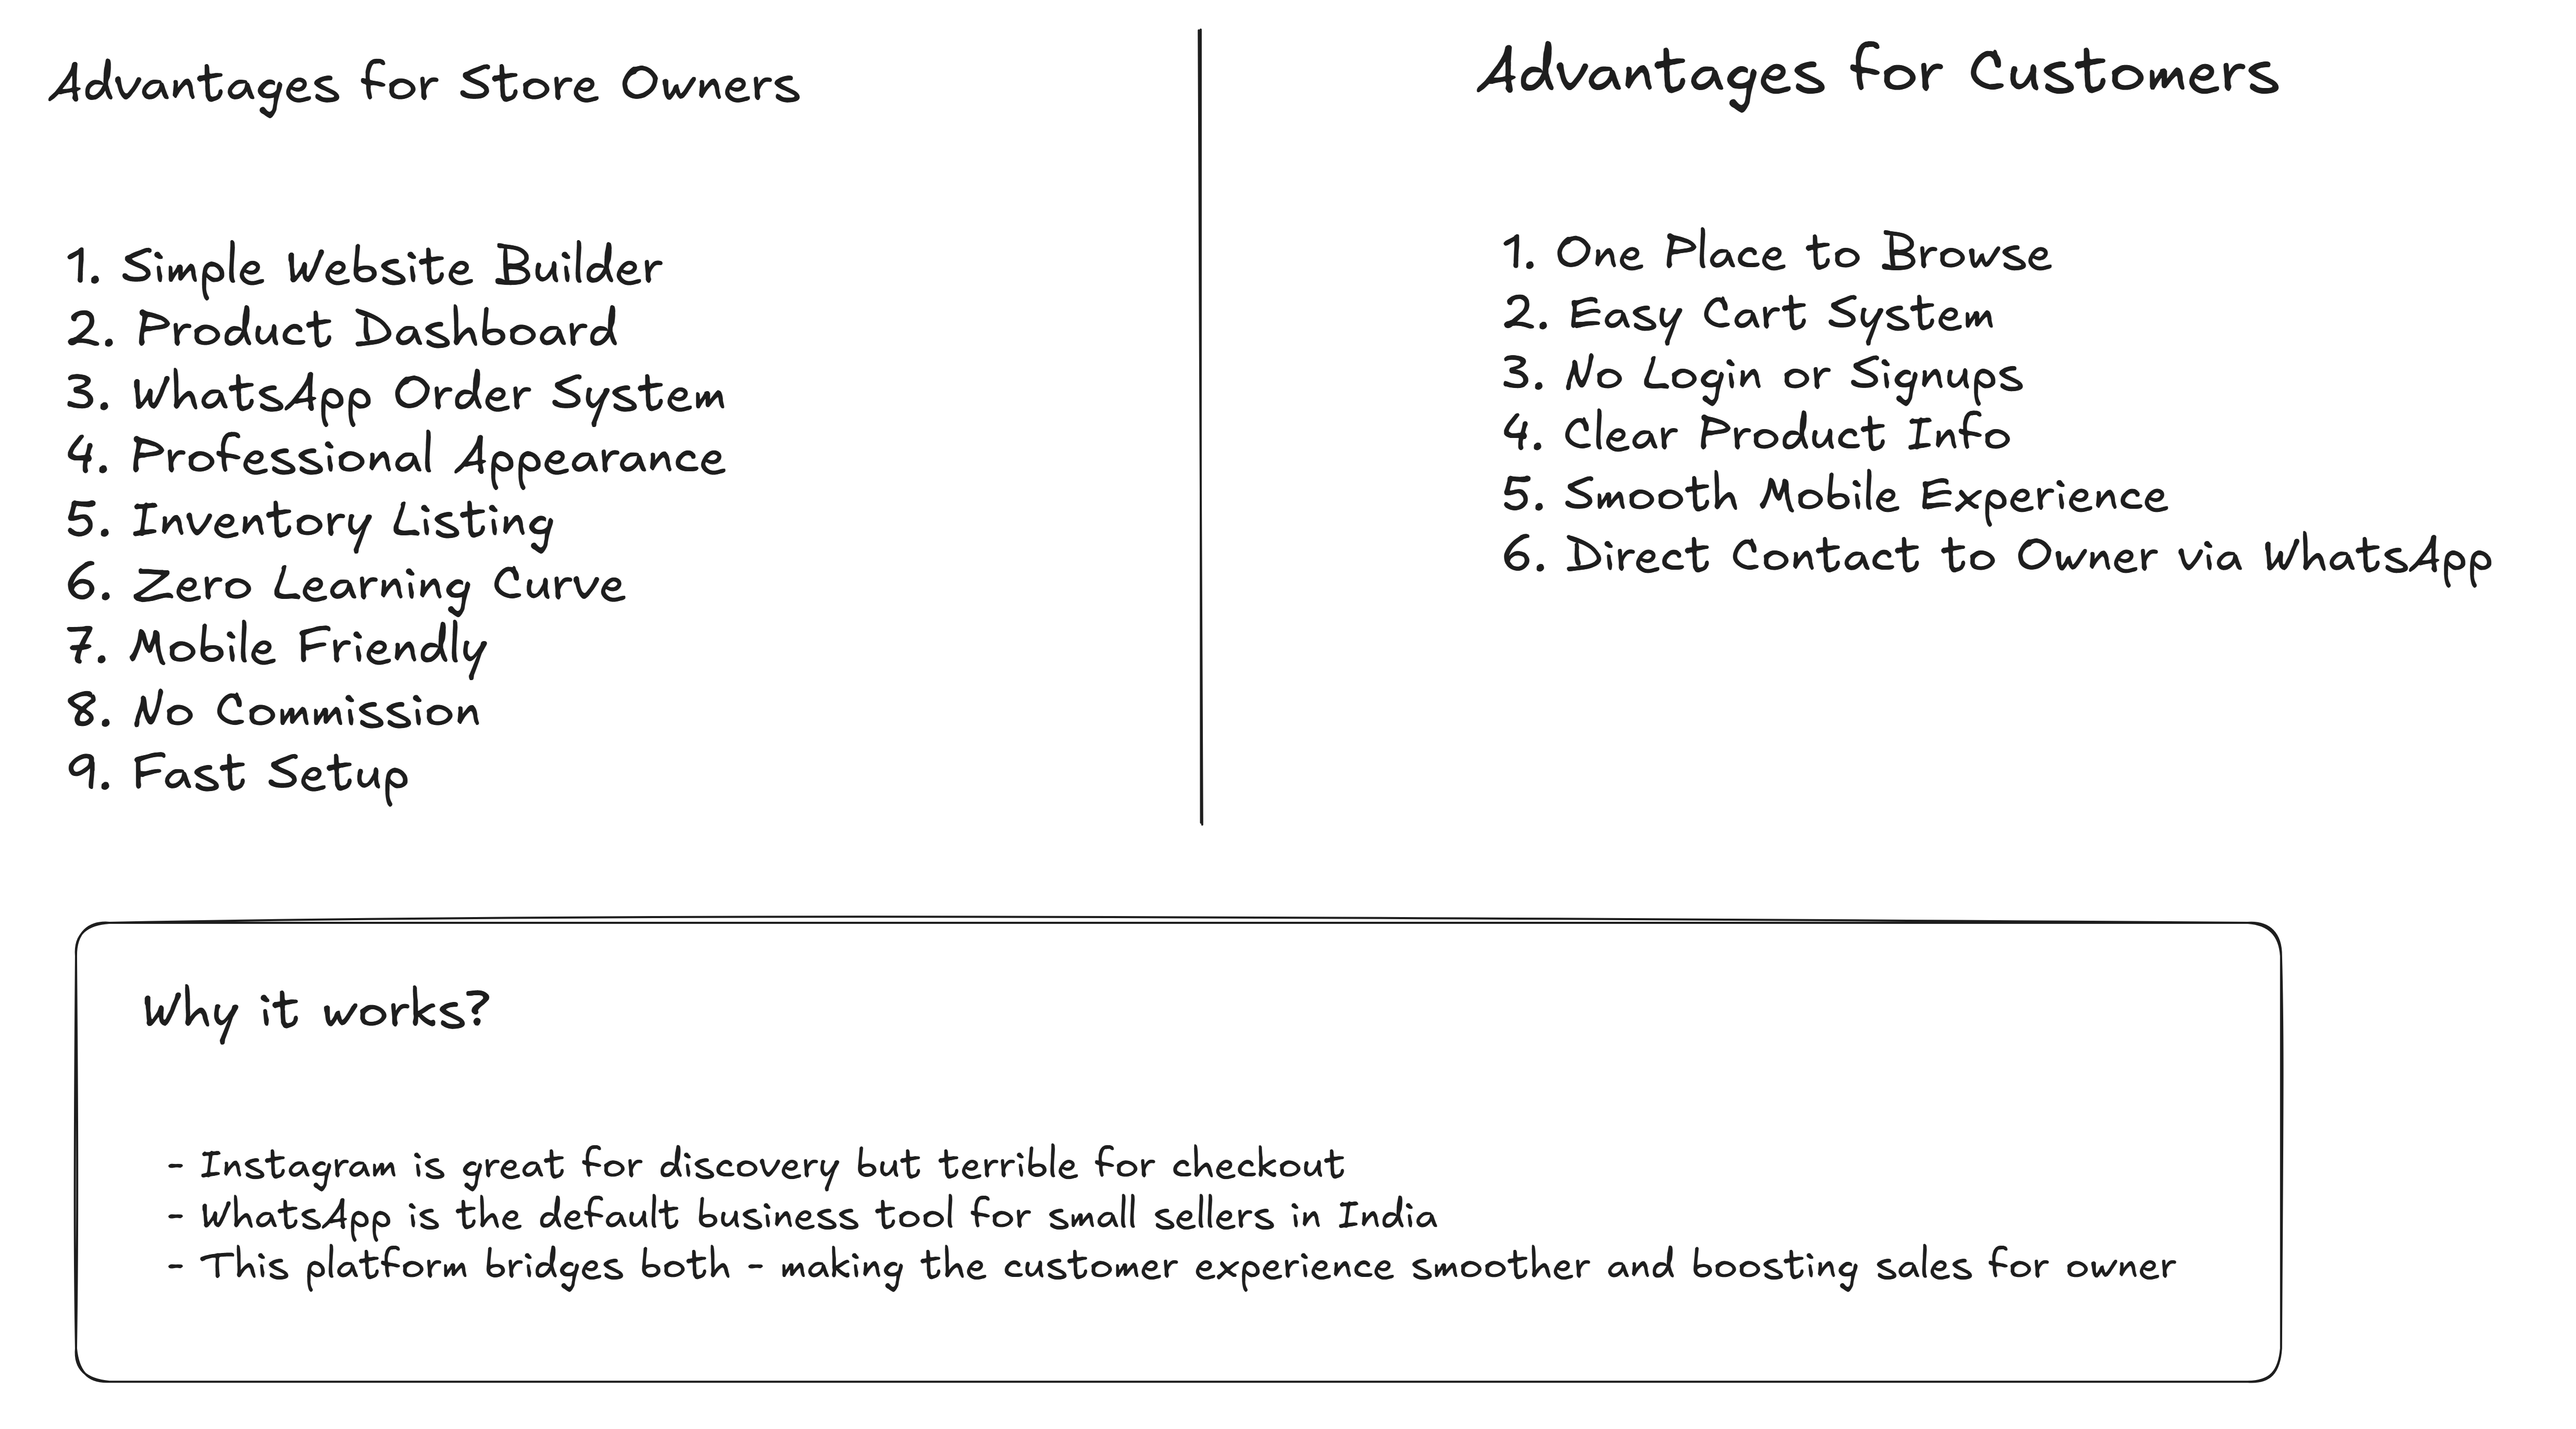 Advantages for Store Owners
1. Simple Website Builder
2. Product Dashboard
3. WhatsApp Order System
4. Professional Appearance
5. Inventory Listing
6. Zero Learning Curve
7. Mobile Friendly
8. No Commission
9. Fast Setup
Advantages for Customers
1. One Place to Browse
2. Easy Cart System
3. No Login or Signups
4. Clear Product Info
5. Smooth Mobile Experience
6. Direct Contact to Owner via WhatsApp
Why it works?
- Instagram is great for discovery but terrible for checkout
- WhatsApp is the default business tool for small sellers in India
- This platform bridges both - making the customer experience smoother and boosting sales for owner